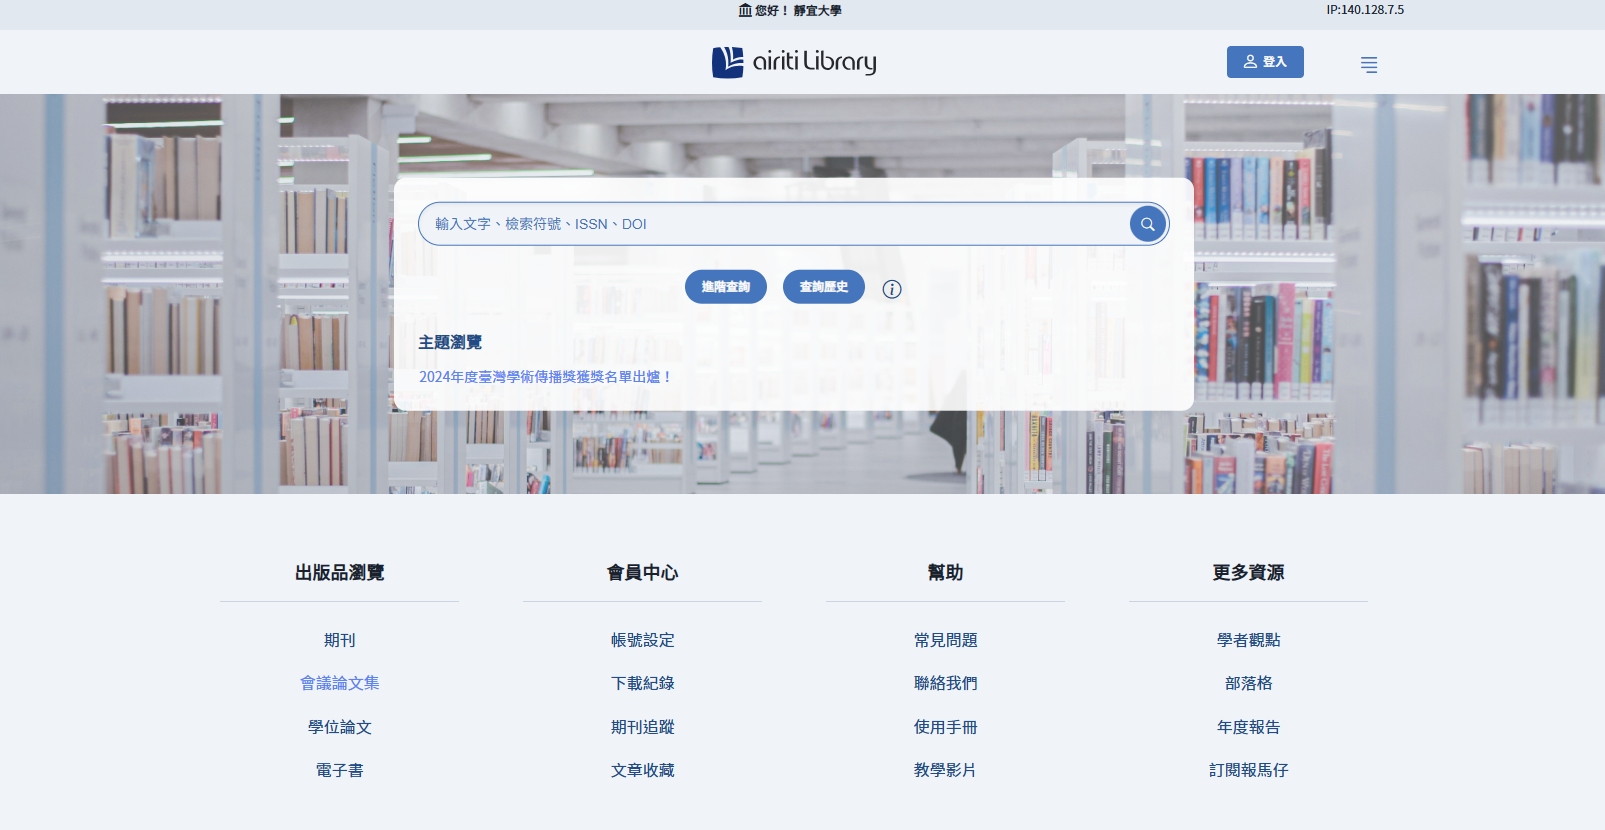 您好！ 靜宜大學
IP:140.128.7.5
airiti Library
登入
輸入文字、檢索符號、ISSN、DOI
進階查詢
查詢歷史
主題瀏覽
2024年度臺灣學術傳播獎獲獎名單出爐！
出版品瀏覽
期刊
會議論文集
學位論文
電子書
會員中心
帳號設定
下載紀錄
期刊追蹤
文章收藏
幫助
常見問題
聯絡我們
使用手冊
教學影片
更多資源
學者觀點
部落格
年度報告
訂閱報馬仔